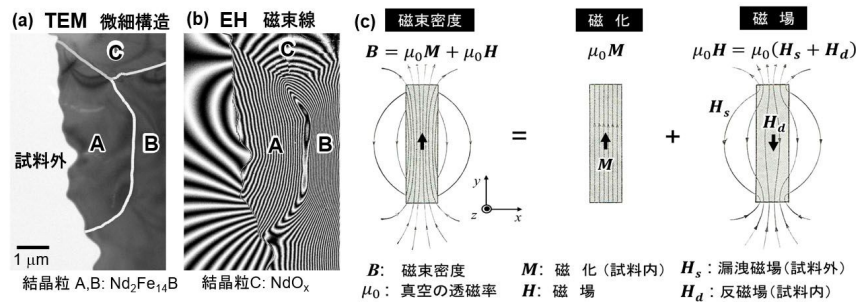 (a) TEM 微細構造
C
A
B
試料外
1 μm
結晶粒 A,B: Nd₂Fe₁₄B
(b) EH 磁束線
C
A
B
結晶粒C: NdOₓ
(c)
磁束密度
B = μ₀M + μ₀H
=
磁 化
μ₀M
M
+
磁 場
μ₀H = μ₀(Hₛ + H_d)
Hₛ
H_d
y
z
x
B: 磁束密度
μ₀: 真空の透磁率
M: 磁 化(試料内)
H: 磁 場
Hₛ:漏洩磁場(試料外)
H_d:反磁場(試料内)